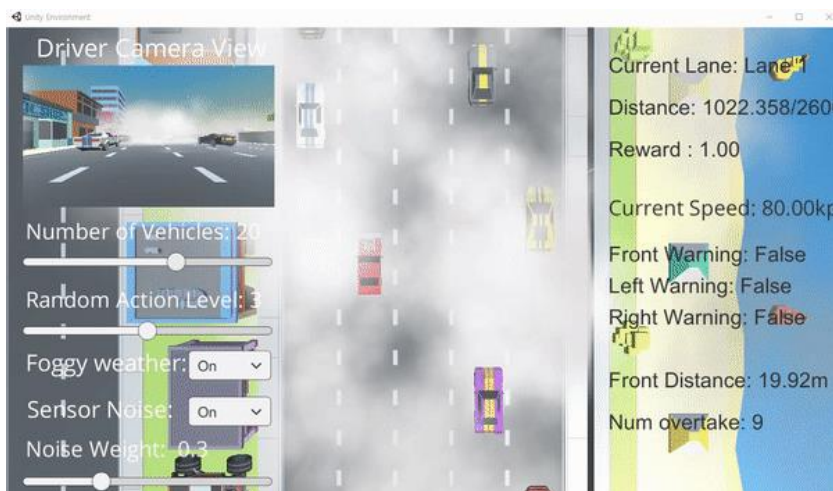 Unity Environment
Driver Camera View
Number of Vehicles: 20
Random Action Level: 3
Foggy weather: On
Sensor Noise: On
Noise Weight: 0.3
Current Lane: Lane 1
Distance: 1022.358/260
Reward : 1.00
Current Speed: 80.00kp
Front Warning: False
Left Warning: False
Right Warning: False
Front Distance: 19.92m
Num overtake: 9